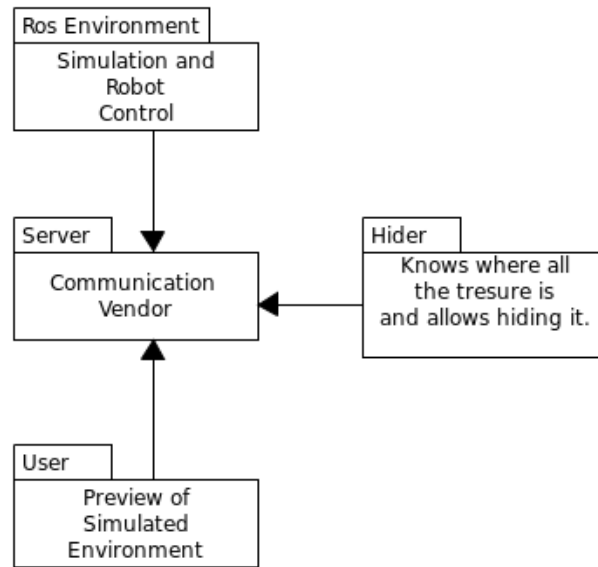 Ros Environment
Simulation and
Robot
Control
Server
Communication
Vendor
Hider
Knows where all
the tresure is
and allows hiding it.
User
Preview of
Simulated
Environment